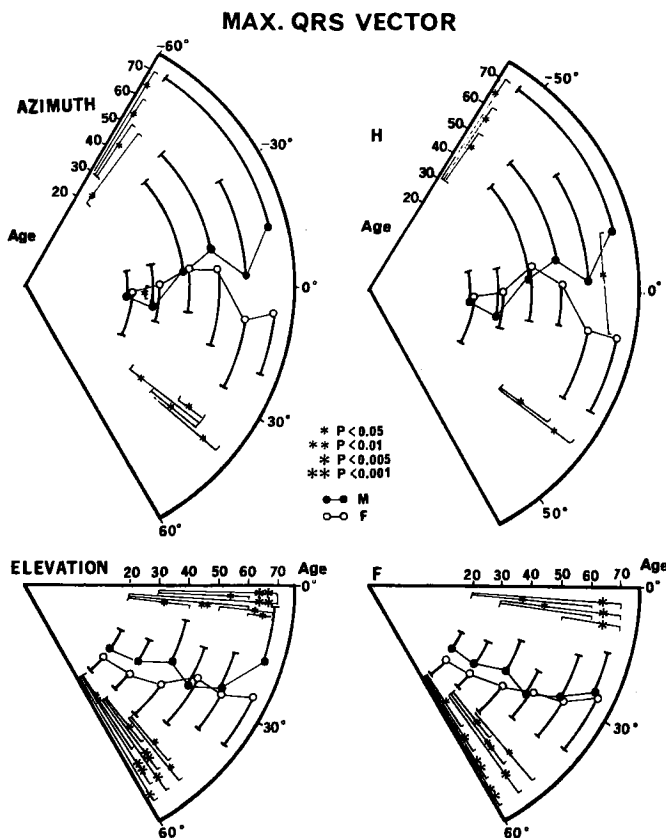 MAX. QRS VECTOR
AZIMUTH
-60°
70
60
50
40
30
20
Age
-30°
0°
30°
60°
H
-50°
70
60
50
40
30
20
Age
0°
50°
* P<0.05
** P<0.01
* P<0.005
** P<0.001
M
F
ELEVATION
20 30 40 50 60 70 Age
0°
30°
60°
F
20 30 40 50 60 70 Age
0°
30°
60°